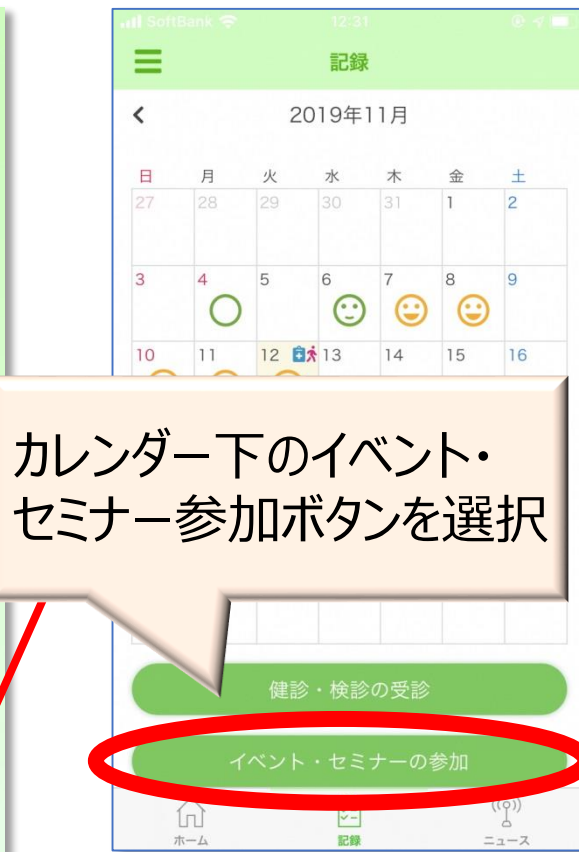 SoftBank 12:31
記録
2019年11月
日 月 火 水 木 金 土
27 28 29 30 31 1 2
3 4 5 6 7 8 9
10 11 12 13 14 15 16
カレンダー下のイベント・
セミナー参加ボタンを選択
健診・検診の受診
イベント・セミナーの参加
ホーム 記録 ニュース